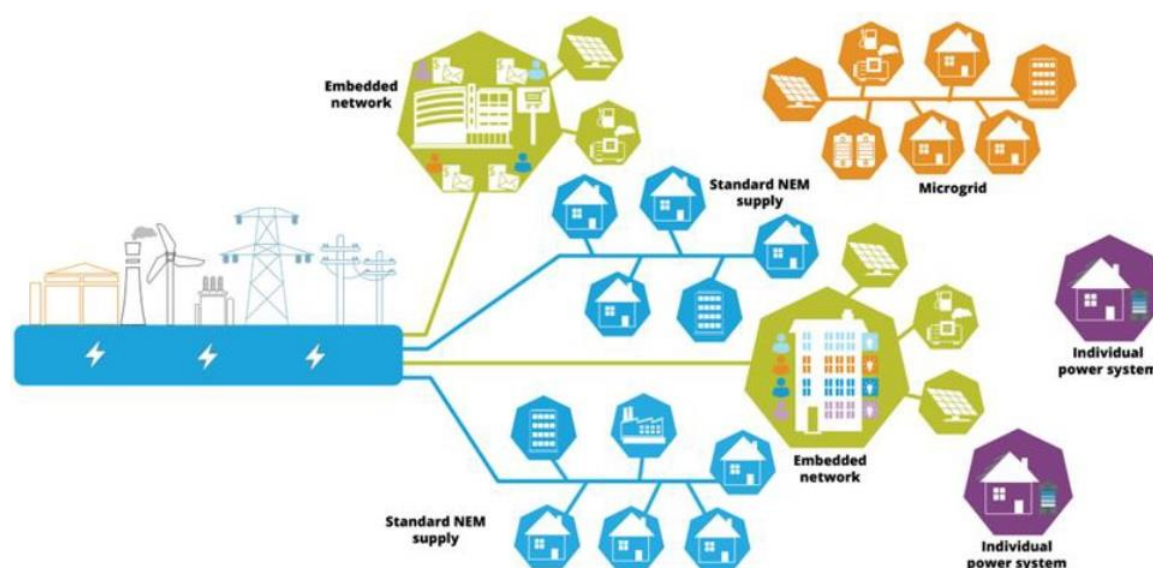 Embedded
network
Standard NEM
supply
Microgrid
Individual
power system
Embedded
network
Standard NEM
supply
Individual
power system